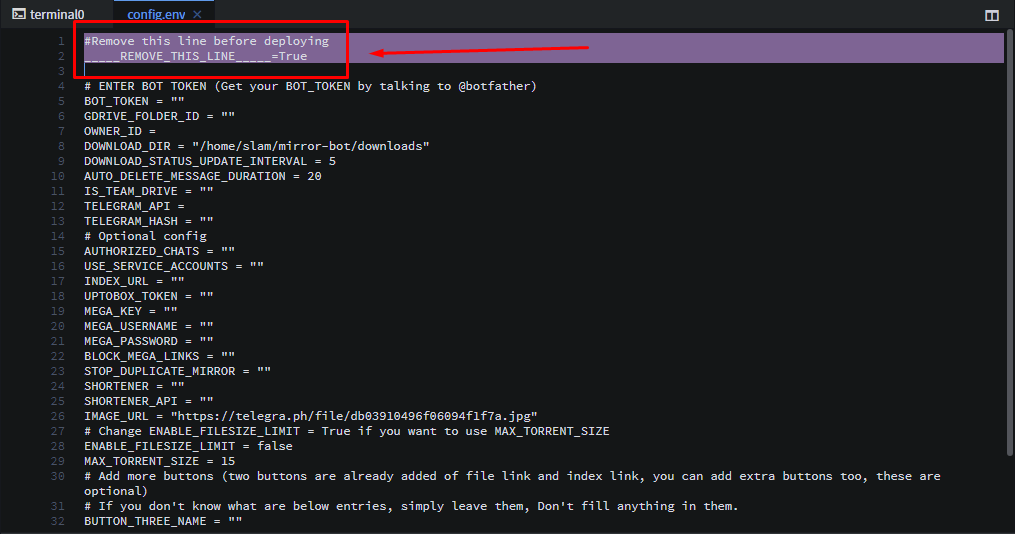 terminal0 config.env
1 #Remove this line before deploying
2 _____REMOVE_THIS_LINE_____=True
3
4 # ENTER BOT TOKEN (Get your BOT_TOKEN by talking to @botfather)
5 BOT_TOKEN = ""
6 GDRIVE_FOLDER_ID = ""
7 OWNER_ID =
8 DOWNLOAD_DIR = "/home/slam/mirror-bot/downloads"
9 DOWNLOAD_STATUS_UPDATE_INTERVAL = 5
10 AUTO_DELETE_MESSAGE_DURATION = 20
11 IS_TEAM_DRIVE = ""
12 TELEGRAM_API =
13 TELEGRAM_HASH = ""
14 # Optional config
15 AUTHORIZED_CHATS = ""
16 USE_SERVICE_ACCOUNTS = ""
17 INDEX_URL = ""
18 UPTOBOX_TOKEN = ""
19 MEGA_KEY = ""
20 MEGA_USERNAME = ""
21 MEGA_PASSWORD = ""
22 BLOCK_MEGA_LINKS = ""
23 STOP_DUPLICATE_MIRROR = ""
24 SHORTENER = ""
25 SHORTENER_API = ""
26 IMAGE_URL = "https://telegra.ph/file/db03910496f06094f1f7a.jpg"
27 # Change ENABLE_FILESIZE_LIMIT = True if you want to use MAX_TORRENT_SIZE
28 ENABLE_FILESIZE_LIMIT = false
29 MAX_TORRENT_SIZE = 15
30 # Add more buttons (two buttons are already added of file link and index link, you can add extra buttons too, these are
optional)
31 # If you don't know what are below entries, simply leave them, Don't fill anything in them.
32 BUTTON_THREE_NAME = ""